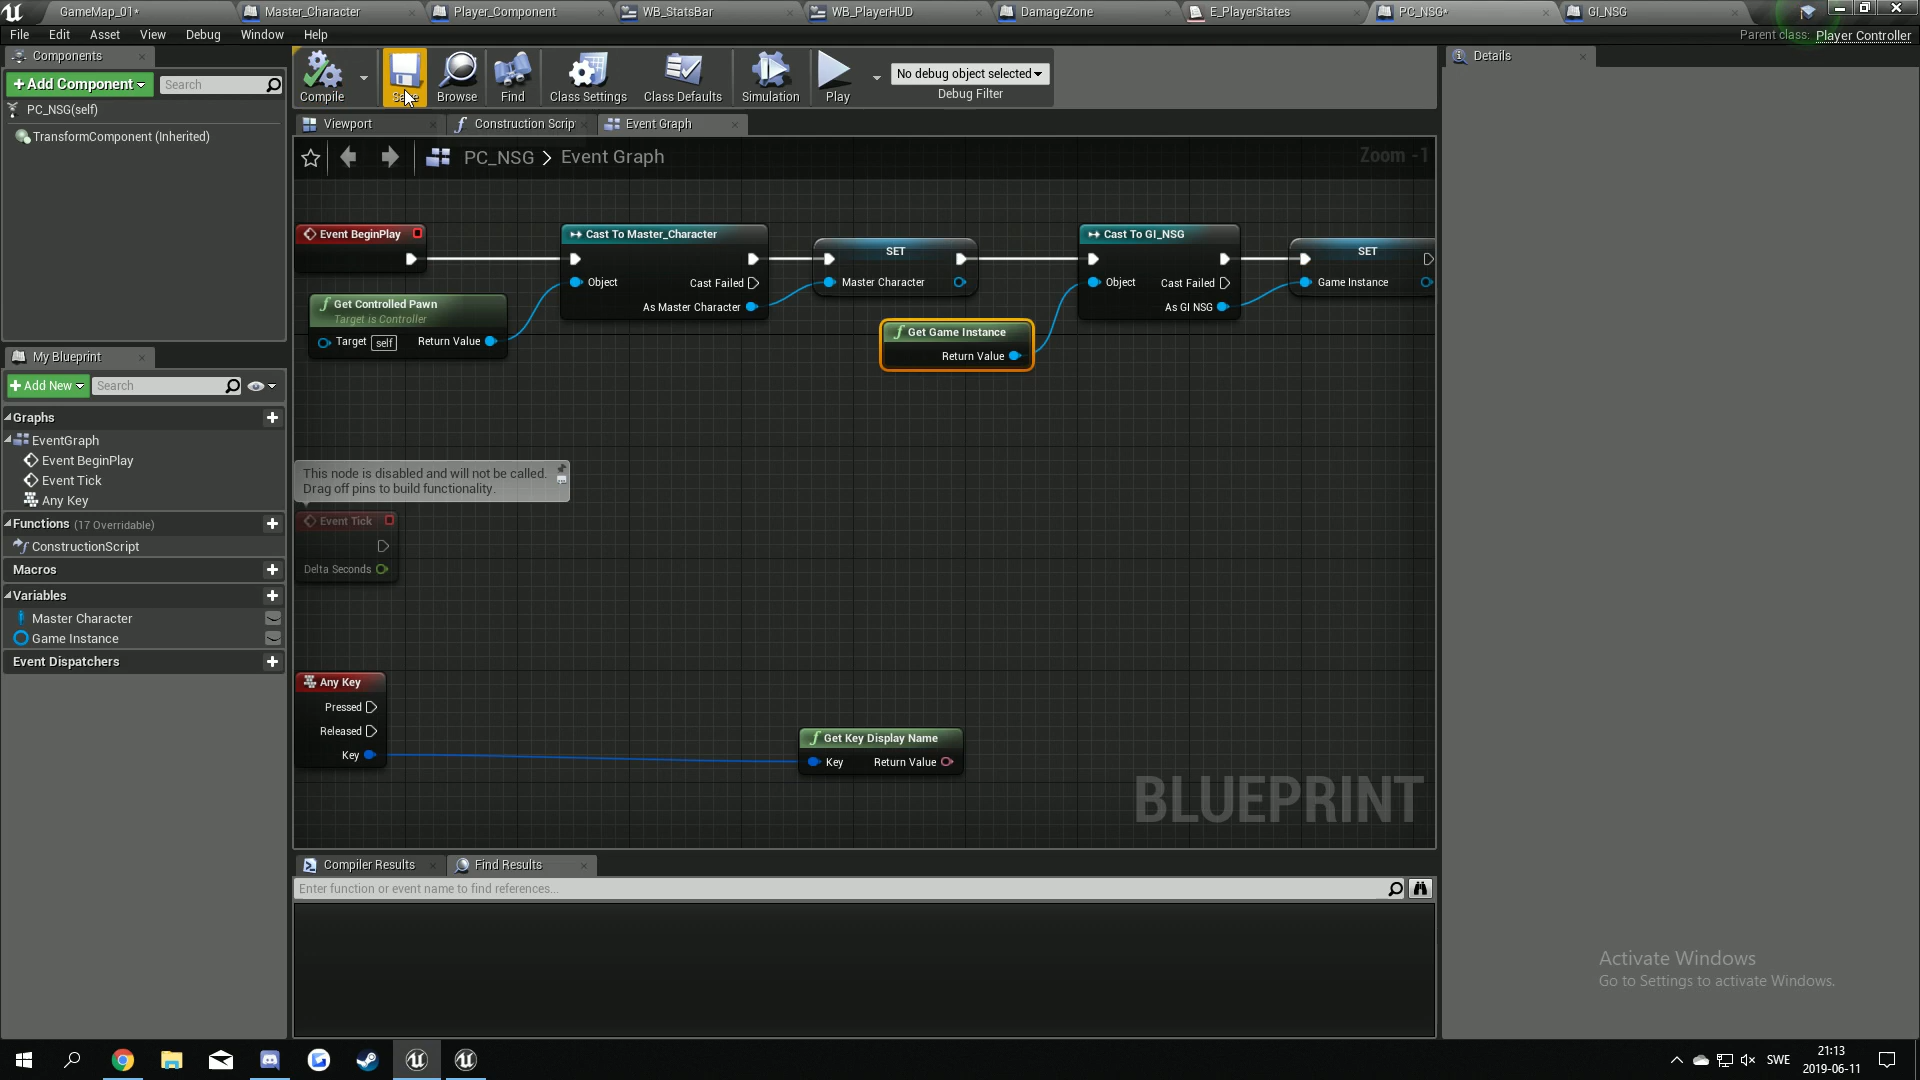 GameMap_01*
Master_Character
Player_Component
WB_StatsBar
WB_PlayerHUD
DamageZone
E_PlayerStates
PC_NSG*
GI_NSG
File Edit Asset View Debug Window Help
Parent class: Player Controller
Components
+Add Component
Search
PC_NSG(self)
TransformComponent (Inherited)
Compile
Browse
Find
Class Settings
Class Defaults
Simulation
Play
No debug object selected
Debug Filter
Details
Viewport
Construction Scrip
Event Graph
PC_NSG > Event Graph
Zoom -1
Event BeginPlay
Cast To Master_Character
Object
Cast Failed
As Master Character
SET
Master Character
Cast To GI_NSG
Object
Cast Failed
As GI NSG
SET
Game Instance
Get Controlled Pawn
Target is Controller
Target self Return Value
Get Game Instance
Return Value
My Blueprint
+Add New
Search
Graphs
EventGraph
Event BeginPlay
Event Tick
Any Key
Functions (17 Overridable)
ConstructionScript
Macros
Variables
Master Character
Game Instance
Event Dispatchers
This node is disabled and will not be called.
Drag off pins to build functionality.
Event Tick
Delta Seconds
Any Key
Pressed
Released
Key
Get Key Display Name
Key Return Value
BLUEPRINT
Compiler Results
Find Results
Enter function or event name to find references...
Activate Windows
Go to Settings to activate Windows.
SWE
21:13
2019-06-11